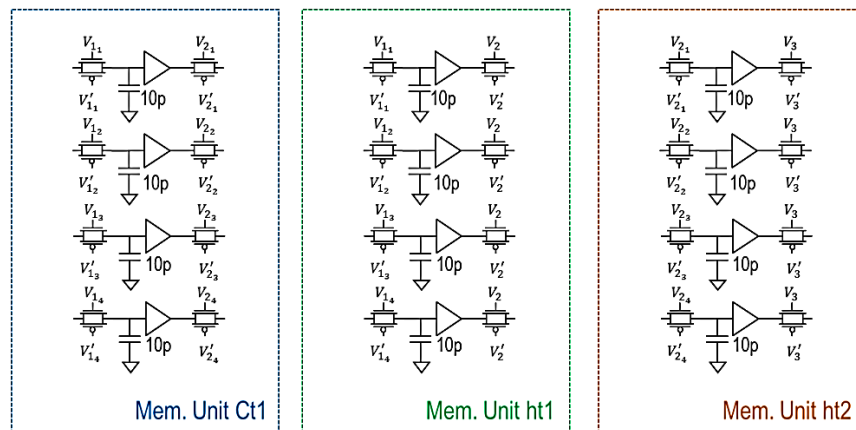 V₁₁ V₂₁
10p
V'₁₁ V'₂₁
V₁₂ V₂₂
10p
V'₁₂ V'₂₂
V₁₃ V₂₃
10p
V'₁₃ V'₂₃
V₁₄ V₂₄
10p
V'₁₄ V'₂₄
Mem. Unit Ct1
V₁₁ V₂
10p
V'₁₁ V'₂
V₁₂ V₂
10p
V'₁₂ V'₂
V₁₃ V₂
10p
V'₁₃ V'₂
V₁₄ V₂
10p
V'₁₄ V'₂
Mem. Unit ht1
V₂₁ V₃
10p
V'₂₁ V'₃
V₂₂ V₃
10p
V'₂₂ V'₃
V₂₃ V₃
10p
V'₂₃ V'₃
V₂₄ V₃
10p
V'₂₄ V'₃
Mem. Unit ht2